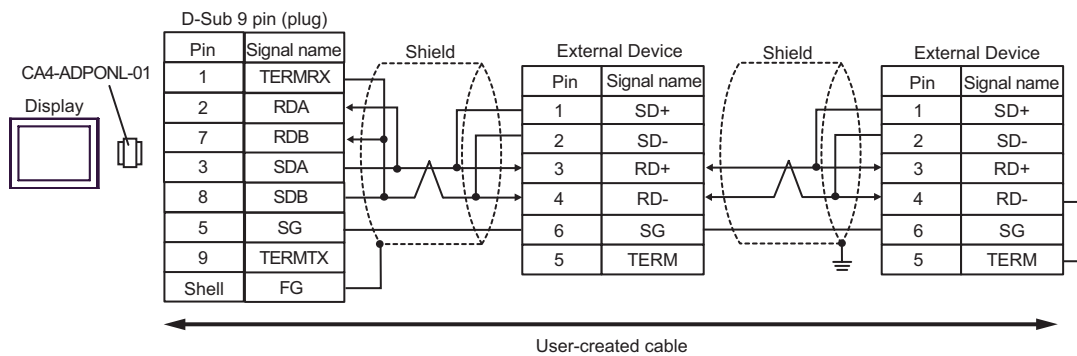 D-Sub 9 pin (plug)
CA4-ADPONL-01
Display
Pin Signal name
1 TERMRX
2 RDA
7 RDB
3 SDA
8 SDB
5 SG
9 TERMTX
Shell FG
Shield
External Device
Pin Signal name
1 SD+
2 SD-
3 RD+
4 RD-
6 SG
5 TERM
Shield
External Device
Pin Signal name
1 SD+
2 SD-
3 RD+
4 RD-
6 SG
5 TERM
User-created cable